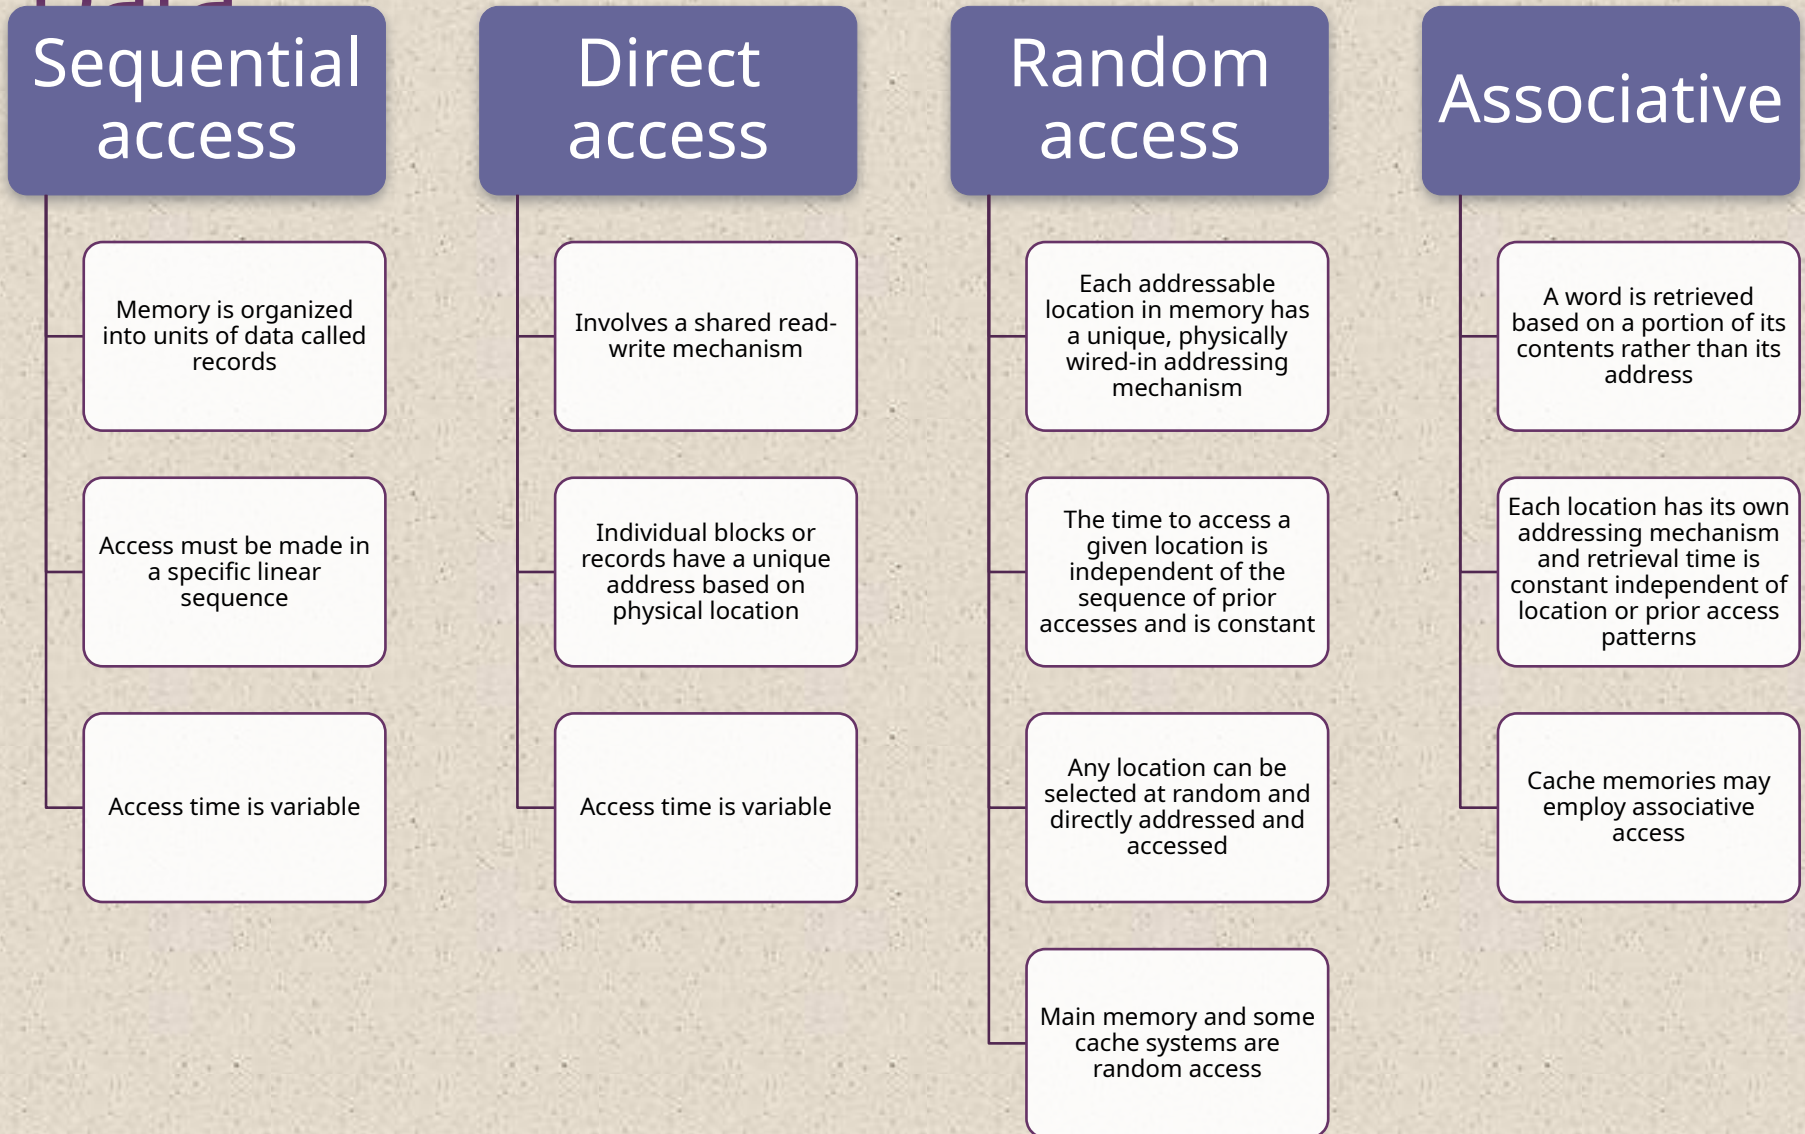 Sequential
access
Memory is organized
into units of data called
records
Access must be made in
a specific linear
sequence
Access time is variable
Direct
access
Involves a shared read-
write mechanism
Individual blocks or
records have a unique
address based on
physical location
Access time is variable
Random
access
Each addressable
location in memory has
a unique, physically
wired-in addressing
mechanism
The time to access a
given location is
independent of the
sequence of prior
accesses and is constant
Any location can be
selected at random and
directly addressed and
accessed
Main memory and some
cache systems are
random access
Associative
A word is retrieved
based on a portion of its
contents rather than its
address
Each location has its own
addressing mechanism
and retrieval time is
constant independent of
location or prior access
patterns
Cache memories may
employ associative
access